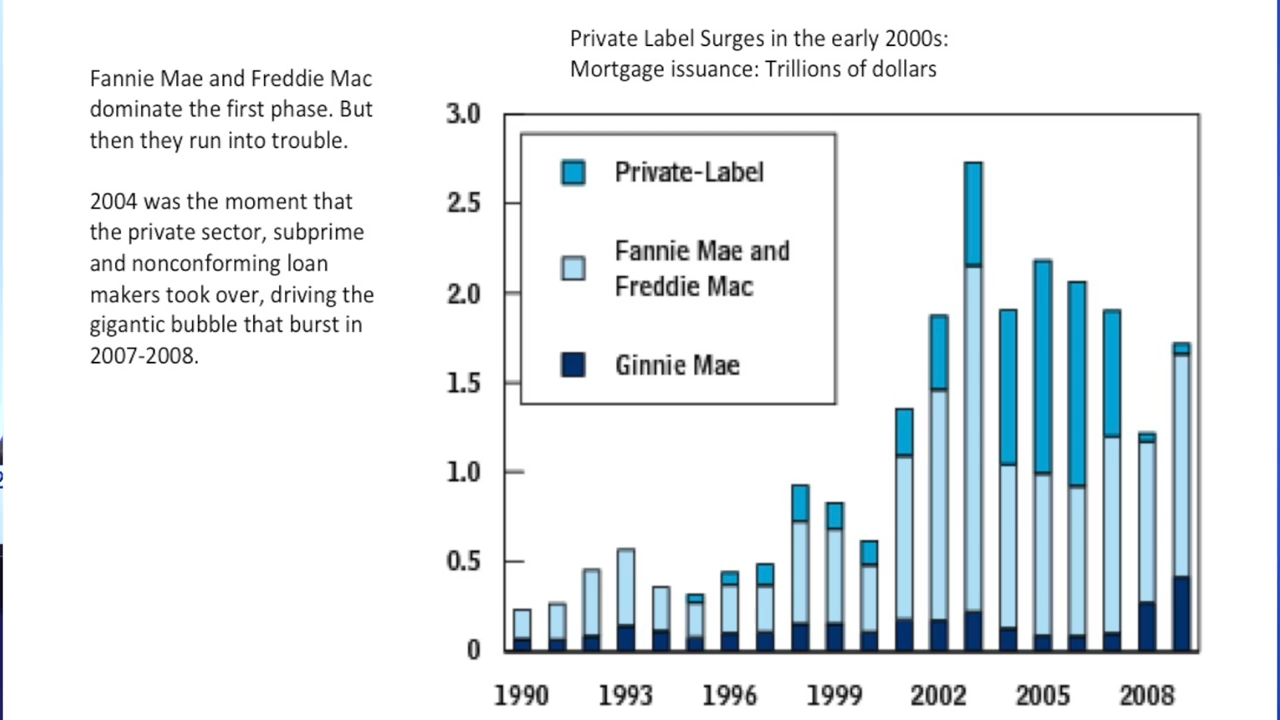 Private Label Surges in the early 2000s:
Mortgage issuance: Trillions of dollars
Fannie Mae and Freddie Mac
dominate the first phase. But
then they run into trouble.
2004 was the moment that
the private sector, subprime
and nonconforming loan
makers took over, driving the
gigantic bubble that burst in
2007-2008.
3.0
2.5
2.0
1.5
1.0
0.5
0
Private-Label
Fannie Mae and
Freddie Mac
Ginnie Mae
1990 1993 1996 1999 2002 2005 2008